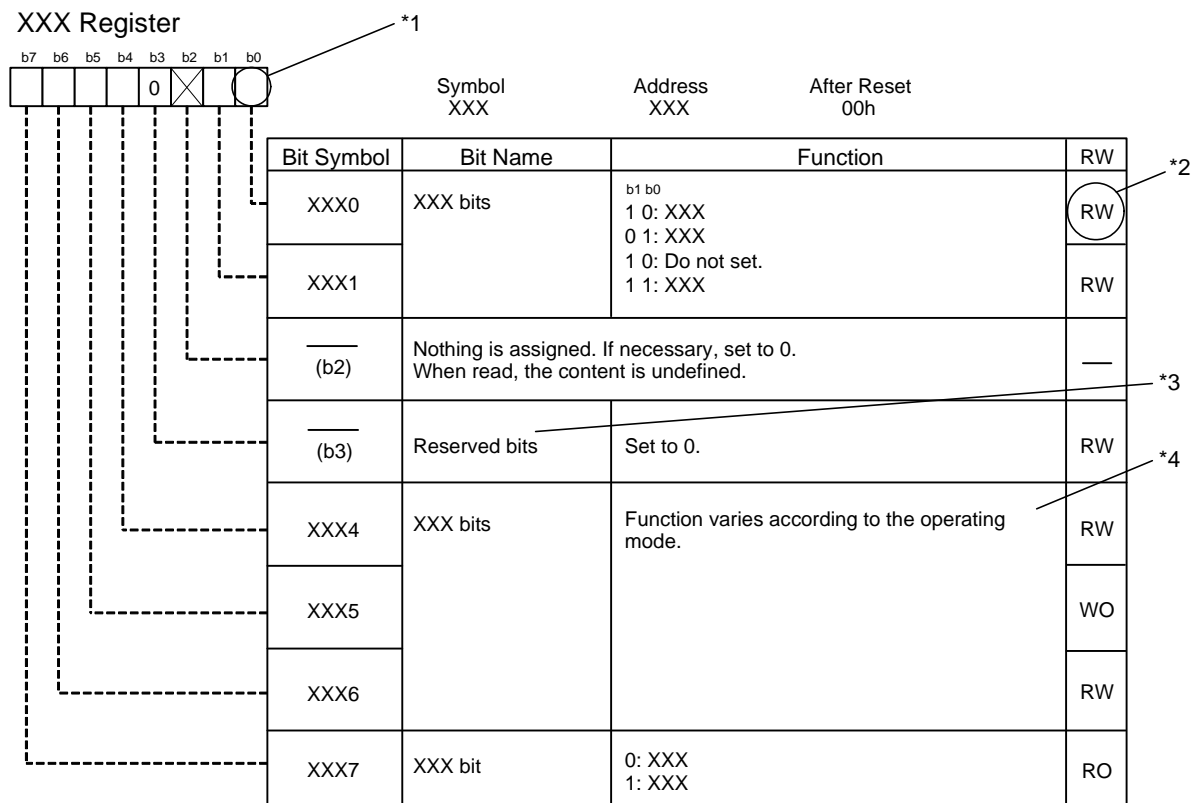 XXX Register
*1
b7 b6 b5 b4 b3 b2 b1 b0
0
Symbol Address After Reset
XXX XXX 00h
Bit Symbol Bit Name Function RW
*2
XXX0 XXX bits b1 b0 RW
1 0: XXX
0 1: XXX
1 0: Do not set.
1 1: XXX
XXX1 RW
(b2) Nothing is assigned. If necessary, set to 0. —
When read, the content is undefined.
*3
(b3) Reserved bits Set to 0. RW
*4
XXX4 XXX bits Function varies according to the operating RW
mode.
XXX5 WO
XXX6 RW
XXX7 XXX bit 0: XXX RO
1: XXX